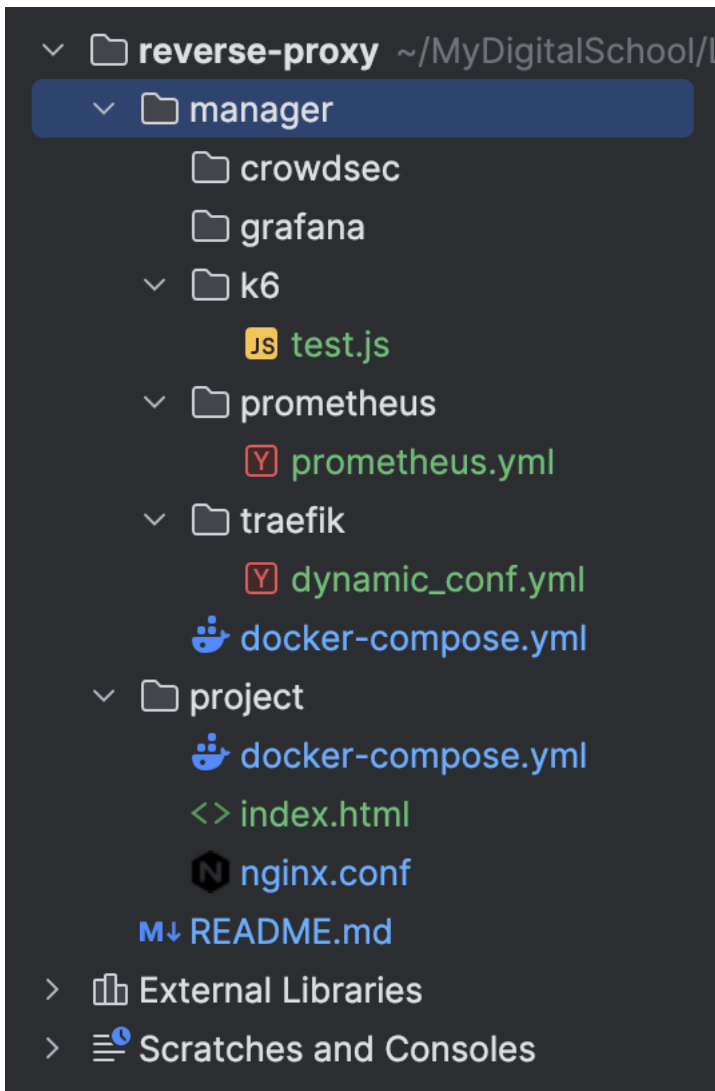 reverse-proxy ~/MyDigitalSchool/L
manager
crowdsec
grafana
k6
JS test.js
prometheus
Y prometheus.yml
traefik
Y dynamic_conf.yml
docker-compose.yml
project
docker-compose.yml
<> index.html
N nginx.conf
M↓ README.md
External Libraries
Scratches and Consoles